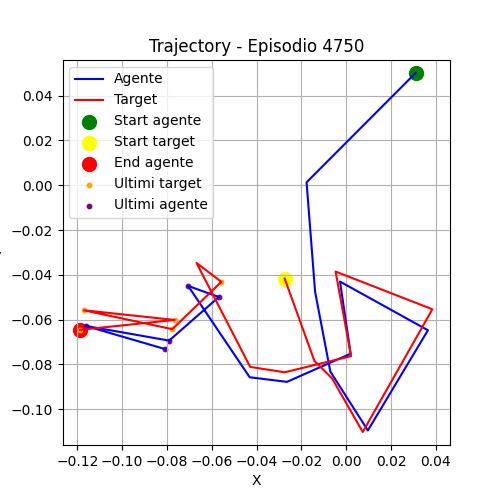 Trajectory - Episodio 4750
Agente
Target
Start agente
Start target
End agente
Ultimi target
Ultimi agente
0.04
0.02
0.00
−0.02
−0.04
−0.06
−0.08
−0.10
−0.12 −0.10 −0.08 −0.06 −0.04 −0.02 0.00 0.02 0.04
X